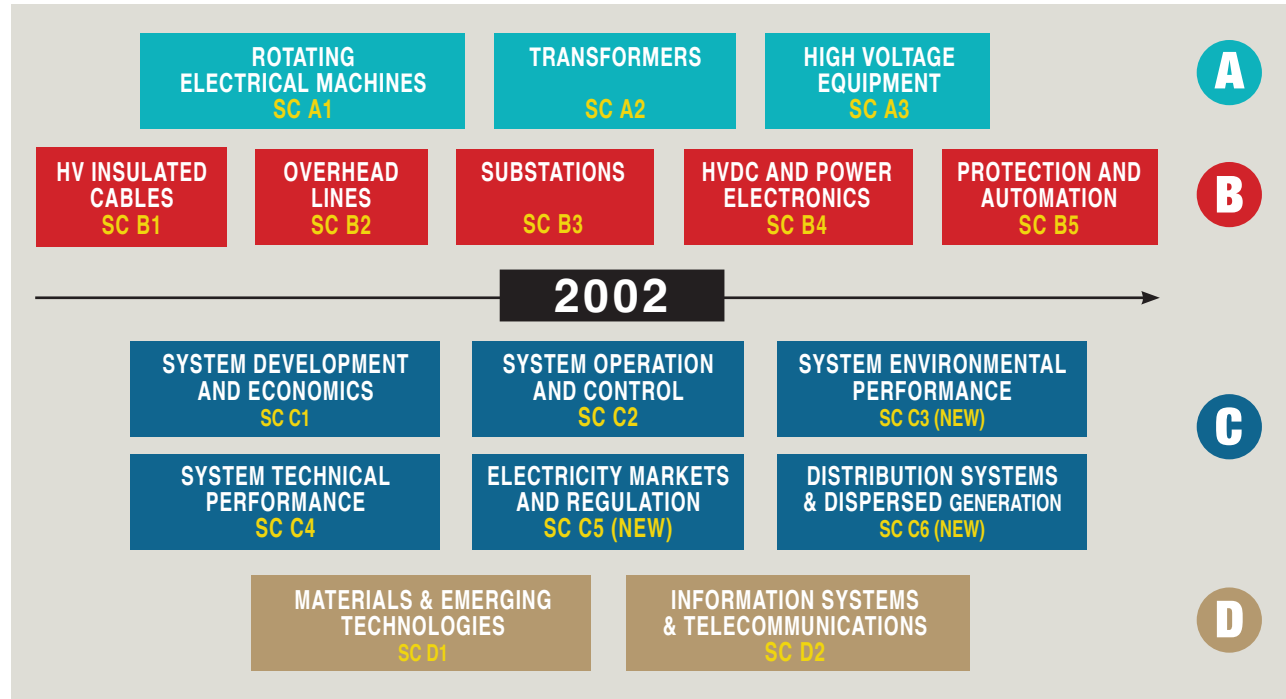 ROTATING
ELECTRICAL MACHINES
SC A1
TRANSFORMERS
SC A2
HIGH VOLTAGE
EQUIPMENT
SC A3
A
HV INSULATED
CABLES
SC B1
OVERHEAD
LINES
SC B2
SUBSTATIONS
SC B3
HVDC AND POWER
ELECTRONICS
SC B4
PROTECTION AND
AUTOMATION
SC B5
B
2002
SYSTEM DEVELOPMENT
AND ECONOMICS
SC C1
SYSTEM OPERATION
AND CONTROL
SC C2
SYSTEM ENVIRONMENTAL
PERFORMANCE
SC C3 (NEW)
C
SYSTEM TECHNICAL
PERFORMANCE
SC C4
ELECTRICITY MARKETS
AND REGULATION
SC C5 (NEW)
DISTRIBUTION SYSTEMS
& DISPERSED GENERATION
SC C6 (NEW)
MATERIALS & EMERGING
TECHNOLOGIES
SC D1
INFORMATION SYSTEMS
& TELECOMMUNICATIONS
SC D2
D